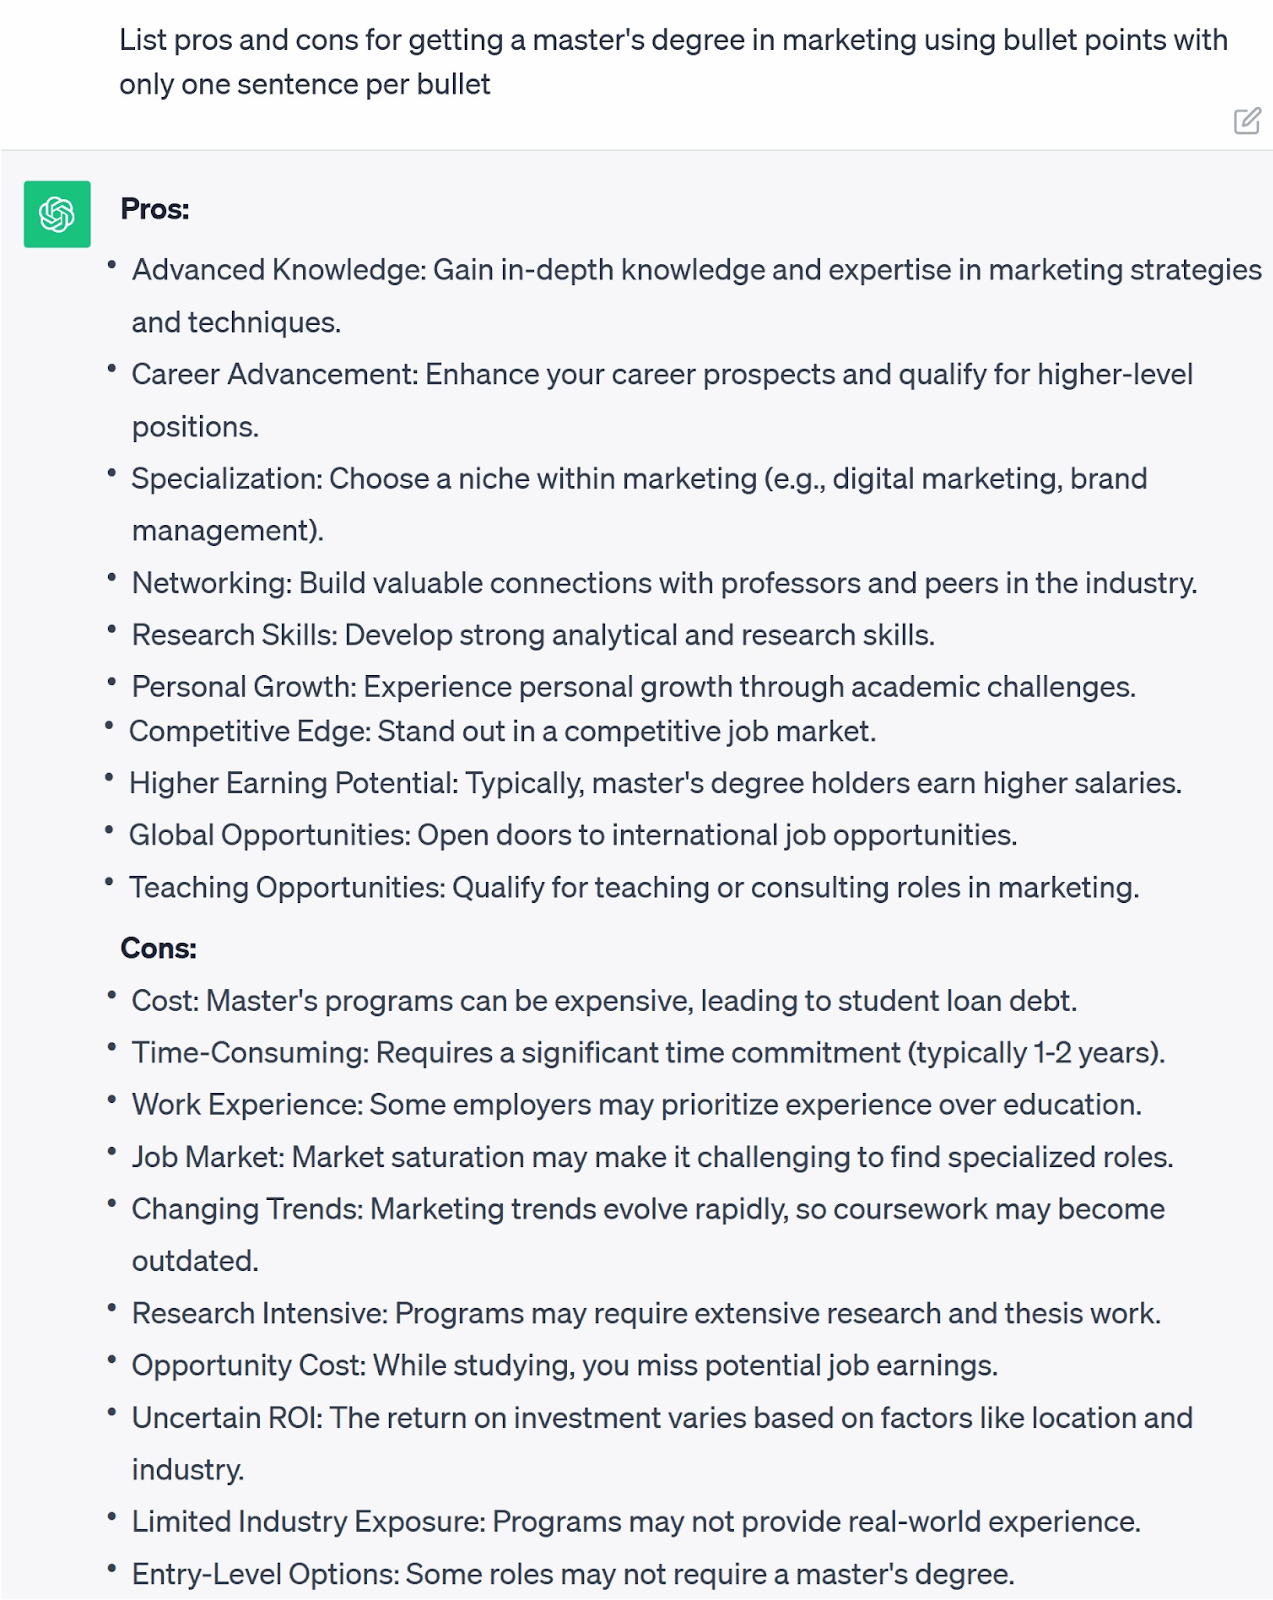 List pros and cons for getting a master's degree in marketing using bullet points with
only one sentence per bullet
Pros:
• Advanced Knowledge: Gain in-depth knowledge and expertise in marketing strategies
and techniques.
• Career Advancement: Enhance your career prospects and qualify for higher-level
positions.
• Specialization: Choose a niche within marketing (e.g., digital marketing, brand
management).
• Networking: Build valuable connections with professors and peers in the industry.
• Research Skills: Develop strong analytical and research skills.
• Personal Growth: Experience personal growth through academic challenges.
• Competitive Edge: Stand out in a competitive job market.
• Higher Earning Potential: Typically, master's degree holders earn higher salaries.
• Global Opportunities: Open doors to international job opportunities.
• Teaching Opportunities: Qualify for teaching or consulting roles in marketing.
Cons:
• Cost: Master's programs can be expensive, leading to student loan debt.
• Time-Consuming: Requires a significant time commitment (typically 1-2 years).
• Work Experience: Some employers may prioritize experience over education.
• Job Market: Market saturation may make it challenging to find specialized roles.
• Changing Trends: Marketing trends evolve rapidly, so coursework may become
outdated.
• Research Intensive: Programs may require extensive research and thesis work.
• Opportunity Cost: While studying, you miss potential job earnings.
• Uncertain ROI: The return on investment varies based on factors like location and
industry.
• Limited Industry Exposure: Programs may not provide real-world experience.
• Entry-Level Options: Some roles may not require a master's degree.